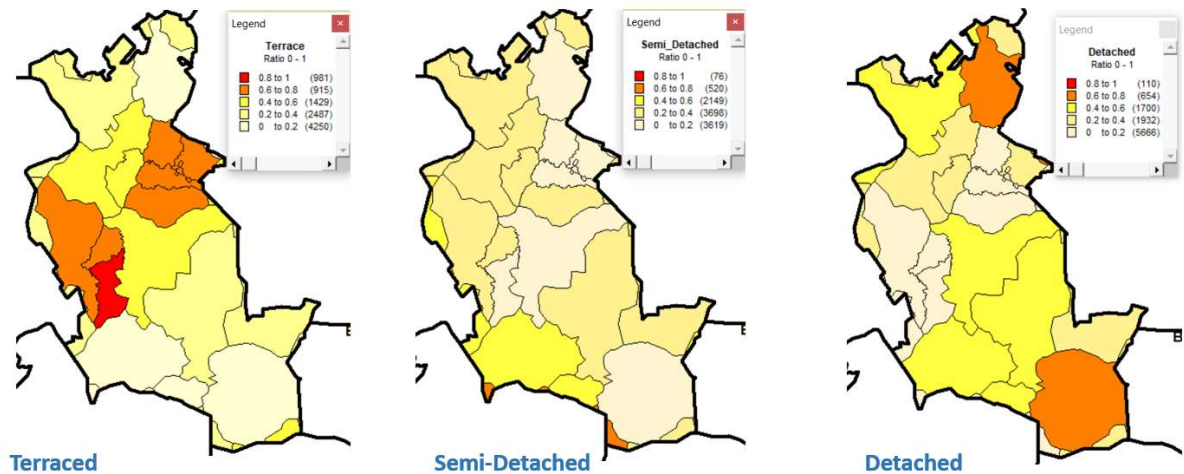 Legend
Terrace
Ratio 0 - 1
0.8 to 1 (981)
0.6 to 0.8 (915)
0.4 to 0.6 (1429)
0.2 to 0.4 (2487)
0 to 0.2 (4250)
Terraced
Legend
Semi_Detached
Ratio 0 - 1
0.8 to 1 (76)
0.6 to 0.8 (520)
0.4 to 0.6 (2149)
0.2 to 0.4 (3698)
0 to 0.2 (3619)
Semi-Detached
Legend
Detached
Ratio 0 - 1
0.8 to 1 (110)
0.6 to 0.8 (654)
0.4 to 0.6 (1700)
0.2 to 0.4 (1932)
0 to 0.2 (5666)
B
Detached